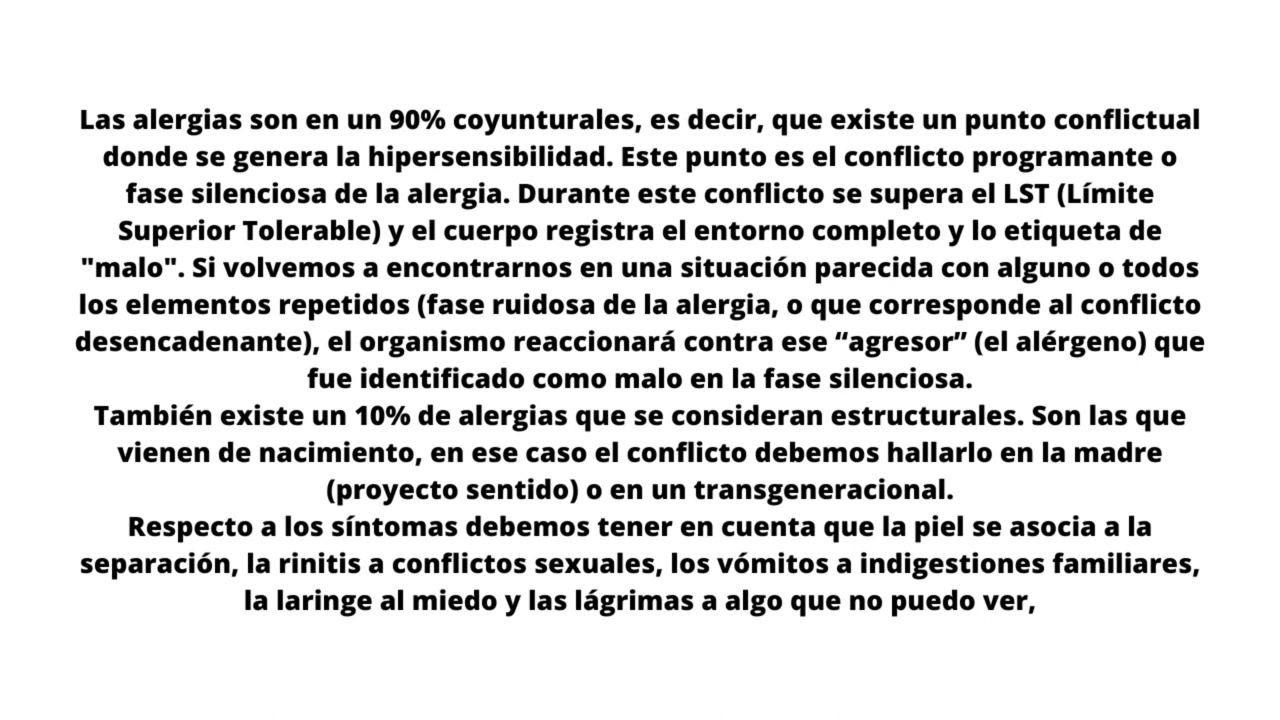 Las alergias son en un 90% coyunturales, es decir, que existe un punto conflictual
donde se genera la hipersensibilidad. Este punto es el conflicto programante o
fase silenciosa de la alergia. Durante este conflicto se supera el LST (Límite
Superior Tolerable) y el cuerpo registra el entorno completo y lo etiqueta de
"malo". Si volvemos a encontrarnos en una situación parecida con alguno o todos
los elementos repetidos (fase ruidosa de la alergia, o que corresponde al conflicto
desencadenante), el organismo reaccionará contra ese “agresor” (el alérgeno) que
fue identificado como malo en la fase silenciosa.
También existe un 10% de alergias que se consideran estructurales. Son las que
vienen de nacimiento, en ese caso el conflicto debemos hallarlo en la madre
(proyecto sentido) o en un transgeneracional.
Respecto a los síntomas debemos tener en cuenta que la piel se asocia a la
separación, la rinitis a conflictos sexuales, los vómitos a indigestiones familiares,
la laringe al miedo y las lágrimas a algo que no puedo ver,